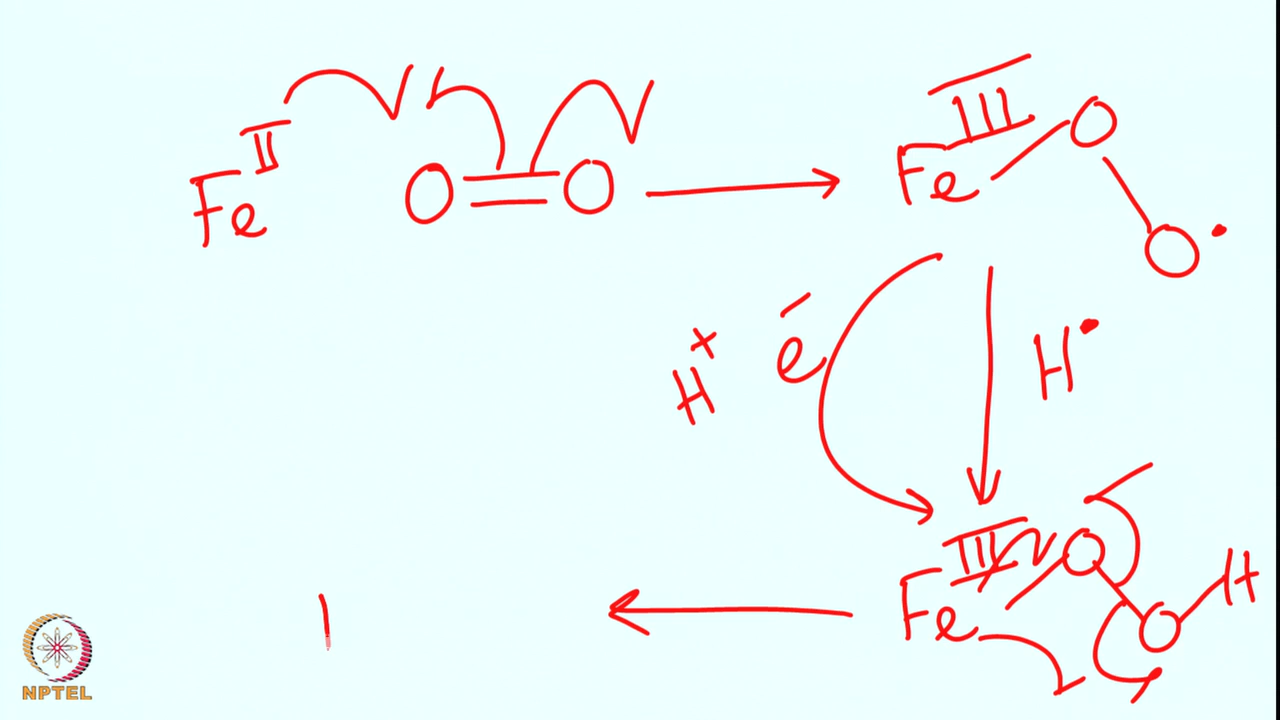 Fe II O=O → Fe III–O–O•
H+ e- H•
Fe III–O–O–H
NPTEL